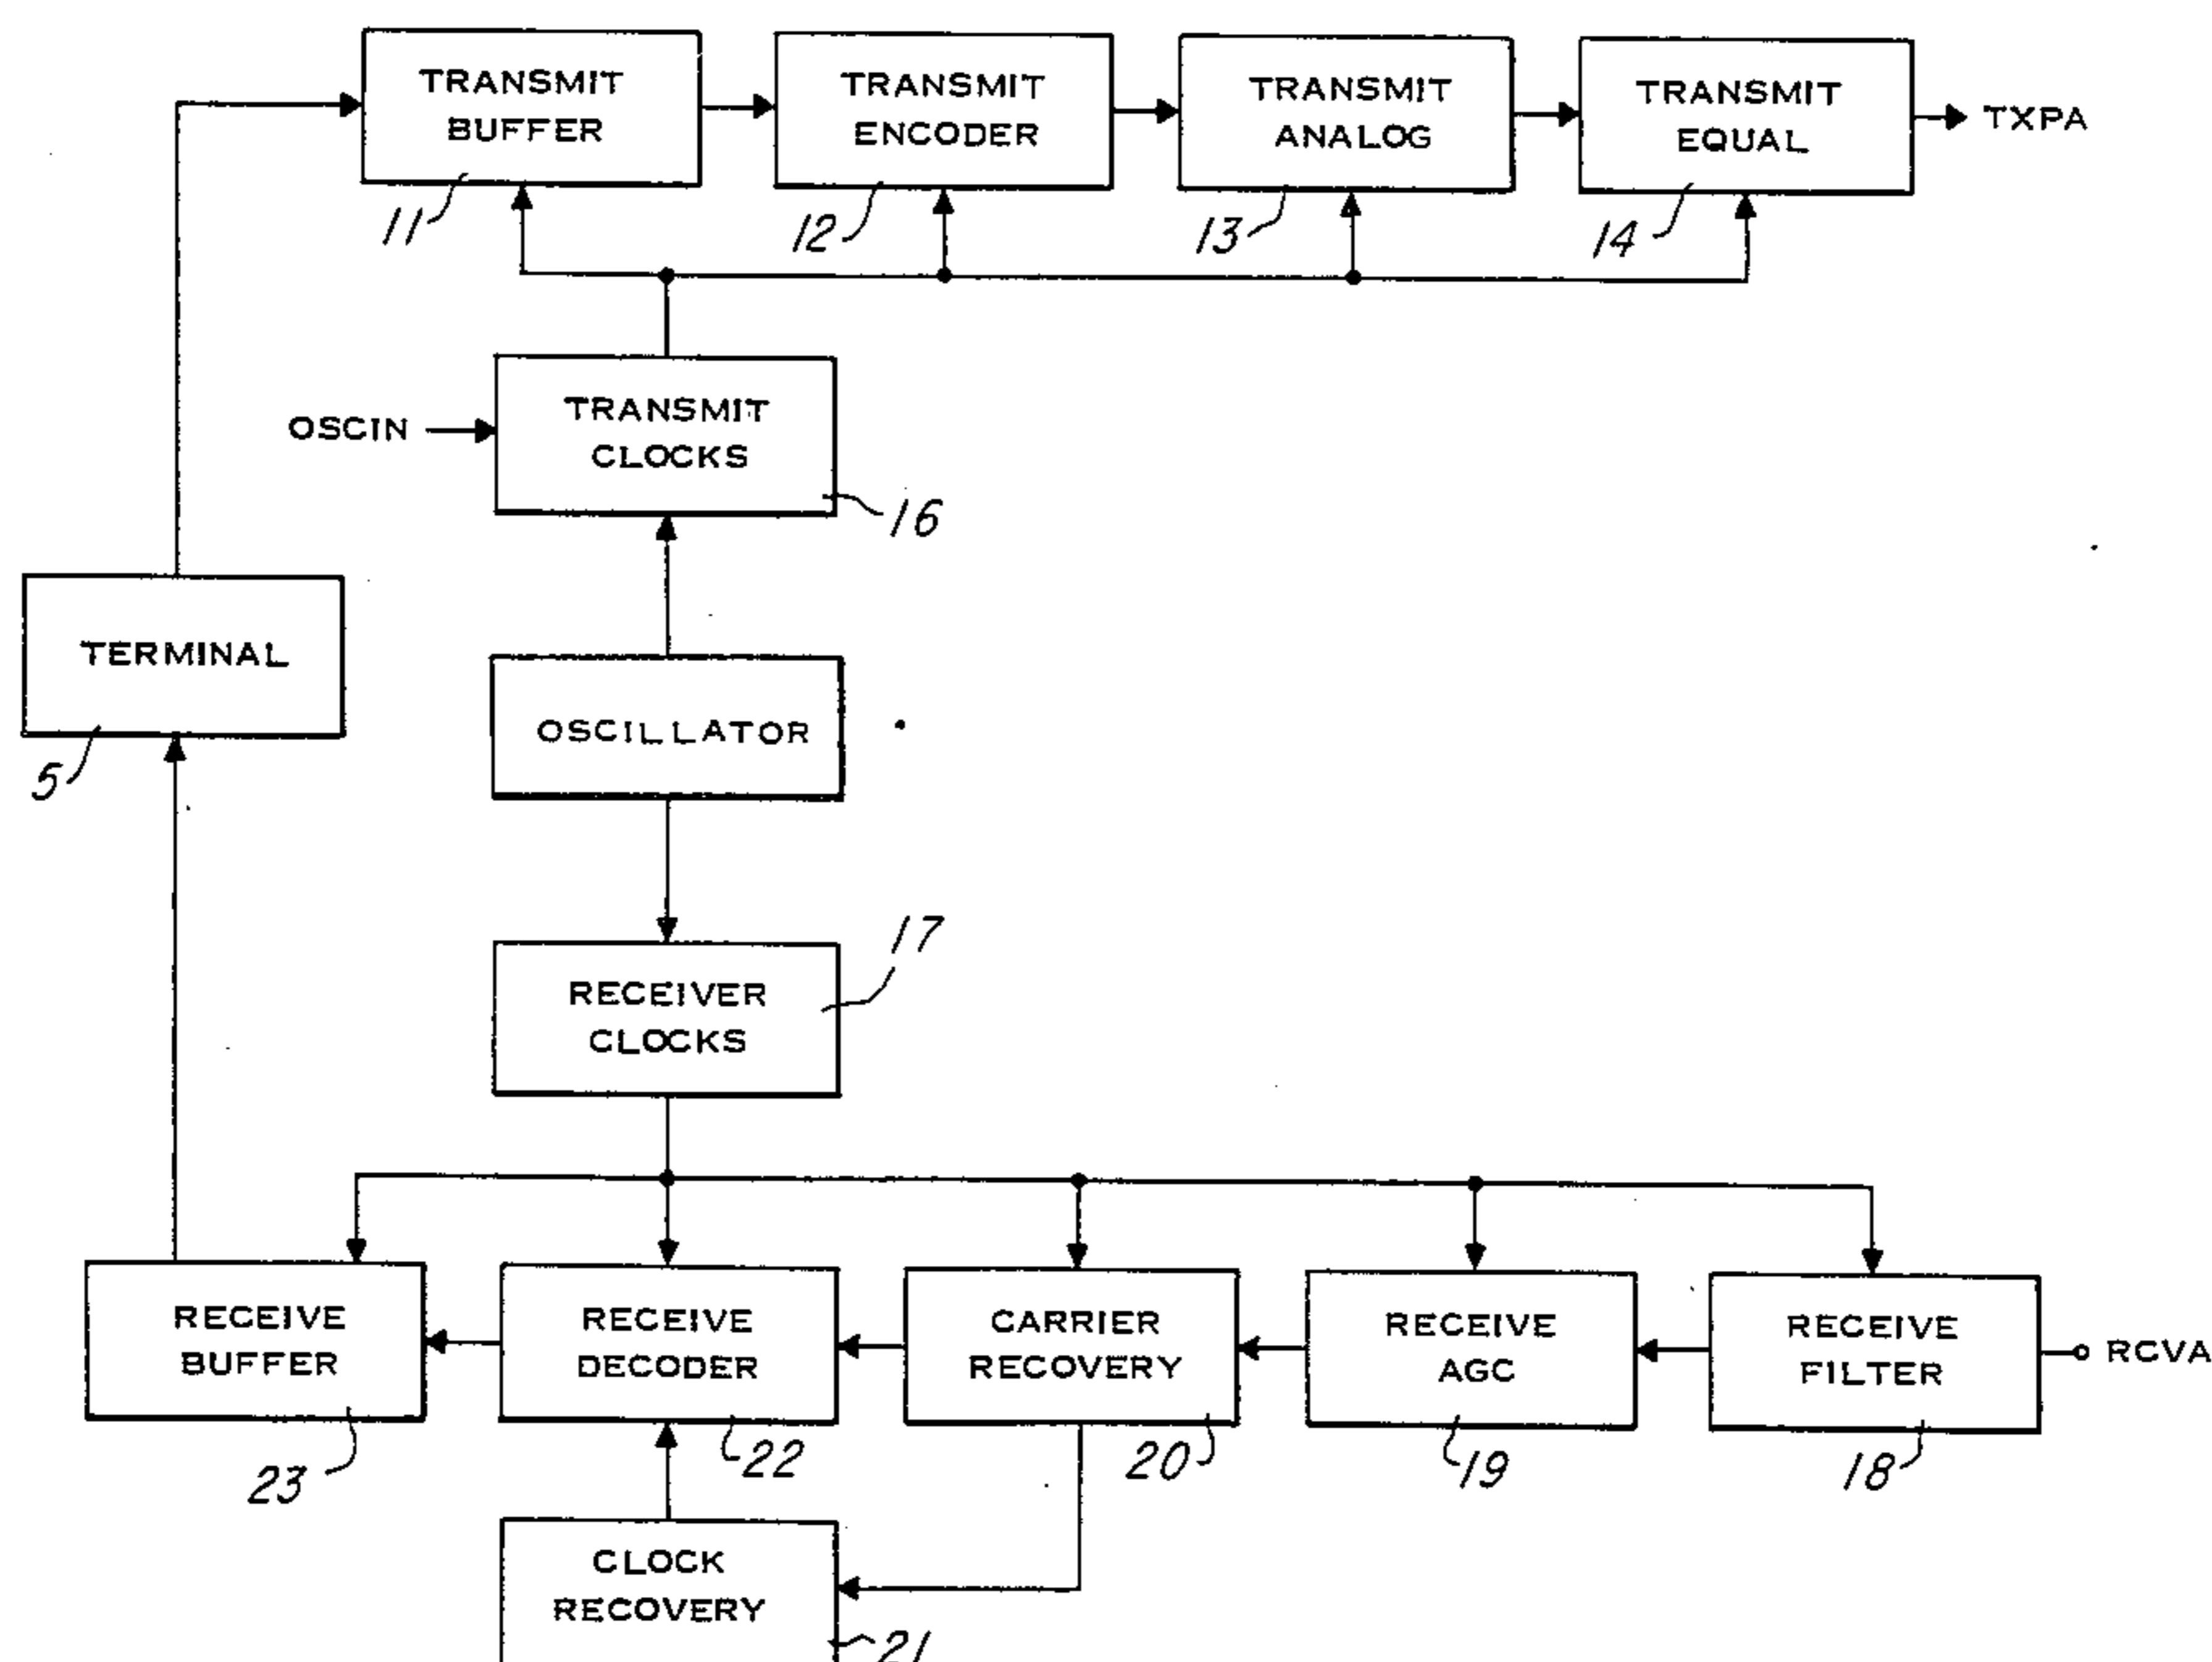 TRANSMIT
BUFFER
11
TRANSMIT
ENCODER
12
TRANSMIT
ANALOG
13
TRANSMIT
EQUAL
14
TXPA
OSCIN
TRANSMIT
CLOCKS
16
TERMINAL
5
OSCILLATOR
RECEIVER
CLOCKS
17
RECEIVE
BUFFER
23
RECEIVE
DECODER
22
CARRIER
RECOVERY
20
RECEIVE
AGC
19
RECEIVE
FILTER
18
RCVA
CLOCK
RECOVERY
21